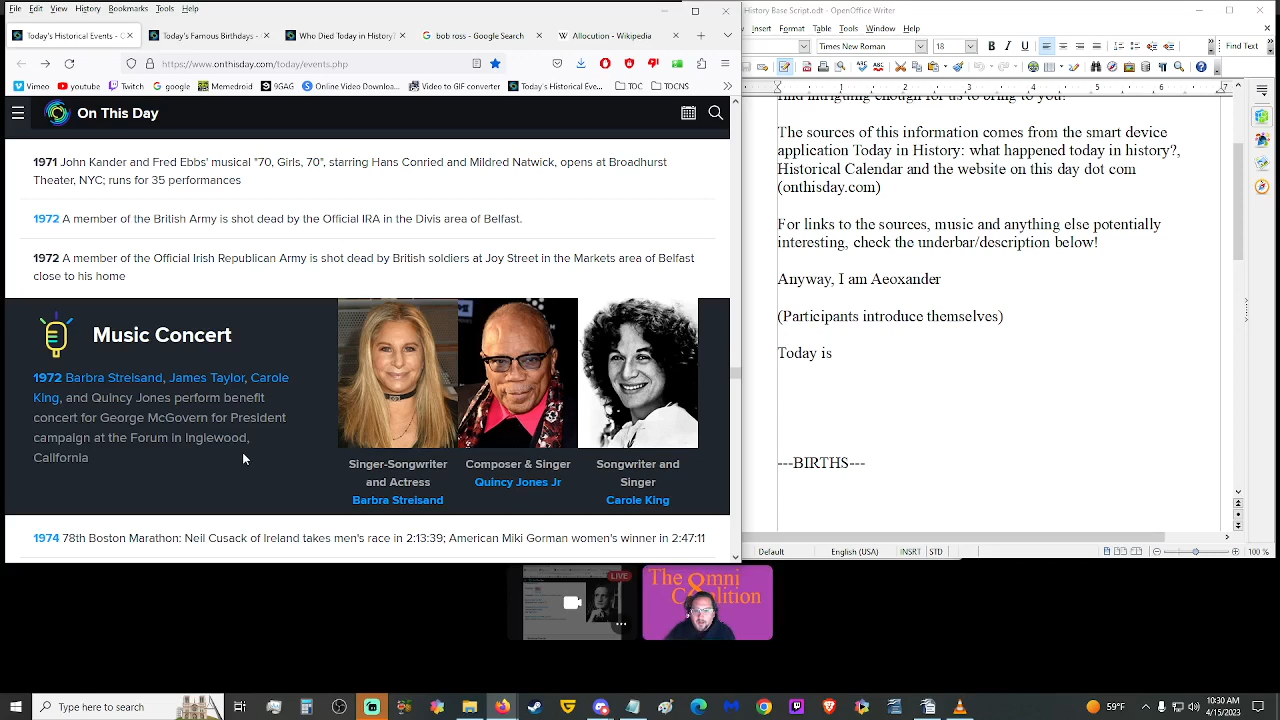 File Edit View History Bookmarks Tools Help
Today's Historical Events - O
Today's Famous Birthdays -
Who Died Today in History?
bob ross - Google Search
Allocution - Wikipedia
https://www.onthisday.com/today/events.php
Vimeo youtube Twitch google Memedroid 9GAG Online Video Downloa... Video to GIF converter Today's Historical Eve... TOC TOCNS
On This Day
1971 John Kander and Fred Ebbs' musical "70, Girls, 70", starring Hans Conried and Mildred Natwick, opens at Broadhurst
Theater, NYC; runs for 35 performances
1972 A member of the British Army is shot dead by the Official IRA in the Divis area of Belfast.
1972 A member of the Official Irish Republican Army is shot dead by British soldiers at Joy Street in the Markets area of Belfast
close to his home
Music Concert
1972 Barbra Streisand, James Taylor, Carole
King, and Quincy Jones perform benefit
concert for George McGovern for President
campaign at the Forum in Inglewood,
California
Singer-Songwriter
and Actress
Barbra Streisand
Composer & Singer
Quincy Jones Jr
Songwriter and
Singer
Carole King
1974 78th Boston Marathon: Neil Cusack of Ireland takes men's race in 2:13:39; American Miki Gorman women's winner in 2:47:11
History Base Script.odt - OpenOffice Writer
Insert Format Table Tools Window Help
Times New Roman 18 B I U Find Text
1 2 3 4 5 6 7
The sources of this information comes from the smart device
application Today in History: what happened today in history?,
Historical Calendar and the website on this day dot com
(onthisday.com)
For links to the sources, music and anything else potentially
interesting, check the underbar/description below!
Anyway, I am Aeoxander
(Participants introduce themselves)
Today is
---BIRTHS---
Default English (USA) INSRT STD 100 %
LIVE
The Omni
Coalition
Type here to search
59°F
10:30 AM
4/15/2023